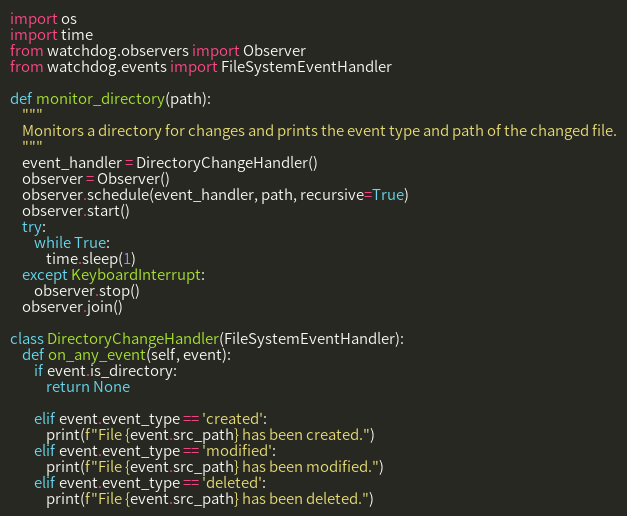 import os
import time
from watchdog.observers import Observer
from watchdog.events import FileSystemEventHandler

def monitor_directory(path):
    """
    Monitors a directory for changes and prints the event type and path of the changed file.
    """
    event_handler = DirectoryChangeHandler()
    observer = Observer()
    observer.schedule(event_handler, path, recursive=True)
    observer.start()
    try:
        while True:
            time.sleep(1)
    except KeyboardInterrupt:
        observer.stop()
    observer.join()

class DirectoryChangeHandler(FileSystemEventHandler):
    def on_any_event(self, event):
        if event.is_directory:
            return None

        elif event.event_type == 'created':
            print(f"File {event.src_path} has been created.")
        elif event.event_type == 'modified':
            print(f"File {event.src_path} has been modified.")
        elif event.event_type == 'deleted':
            print(f"File {event.src_path} has been deleted.")